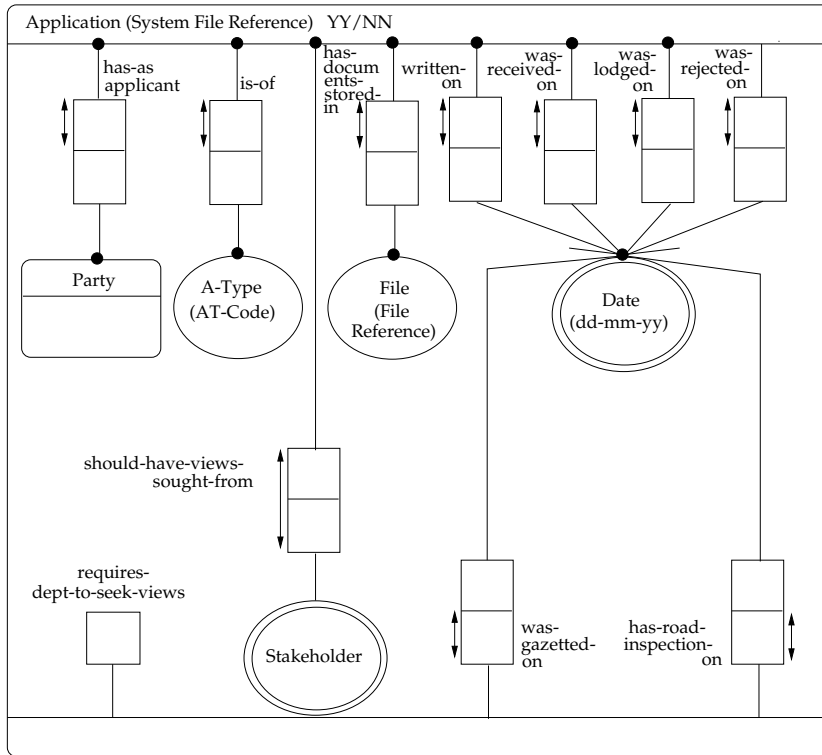 Application (System File Reference) YY/NN
has-as
applicant
is-of
has-
docum
ents-
stored-
in
written-
on
was-
received-
on
was-
lodged-
on
was-
rejected-
on
Party
A-Type
(AT-Code)
File
(File
Reference)
Date
(dd-mm-yy)
should-have-views-
sought-from
requires-
dept-to-seek-views
Stakeholder
was-
gazetted-
on
has-road-
inspection-
on